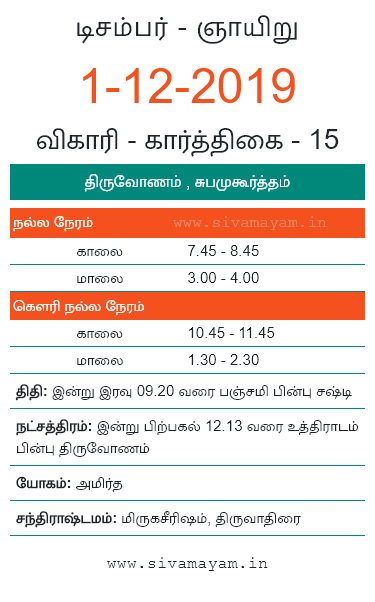 டிசம்பர் - ஞாயிறு
1-12-2019
விகாரி - கார்த்திகை - 15
திருவோணம் , சுபமுகூர்த்தம்
நல்ல நேரம் www.sivamayam.in
காலை 7.45 - 8.45
மாலை 3.00 - 4.00
கௌரி நல்ல நேரம்
காலை 10.45 - 11.45
மாலை 1.30 - 2.30
திதி: இன்று இரவு 09.20 வரை பஞ்சமி பின்பு சஷ்டி
நட்சத்திரம்: இன்று பிற்பகல் 12.13 வரை உத்திராடம்
பின்பு திருவோணம்
யோகம்: அமிர்த
சந்திராஷ்டமம்: மிருகசீரிஷம், திருவாதிரை
www.sivamayam.in